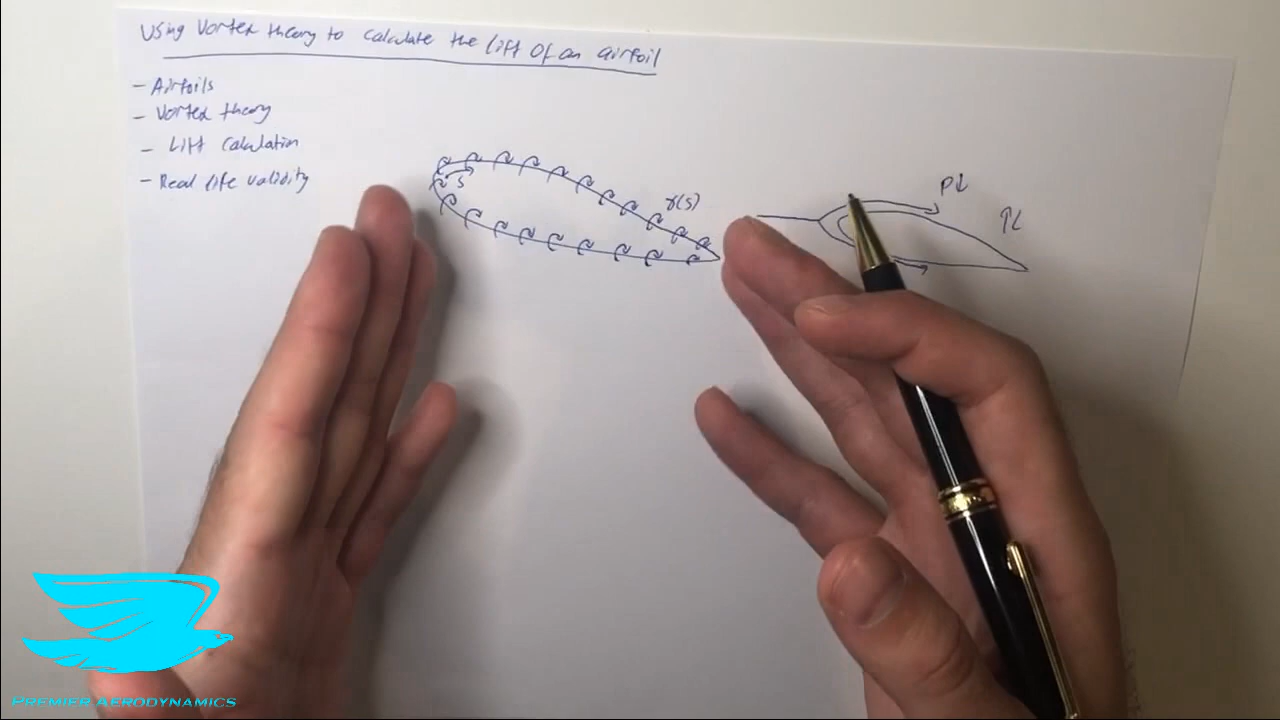 Using Vortex theory to calculate the lift of an airfoil
- Airfoils
- Vortex theory
- Lift calculation
- Real life validity
S
γ(s)
P↓
PREMIER AERODYNAMICS